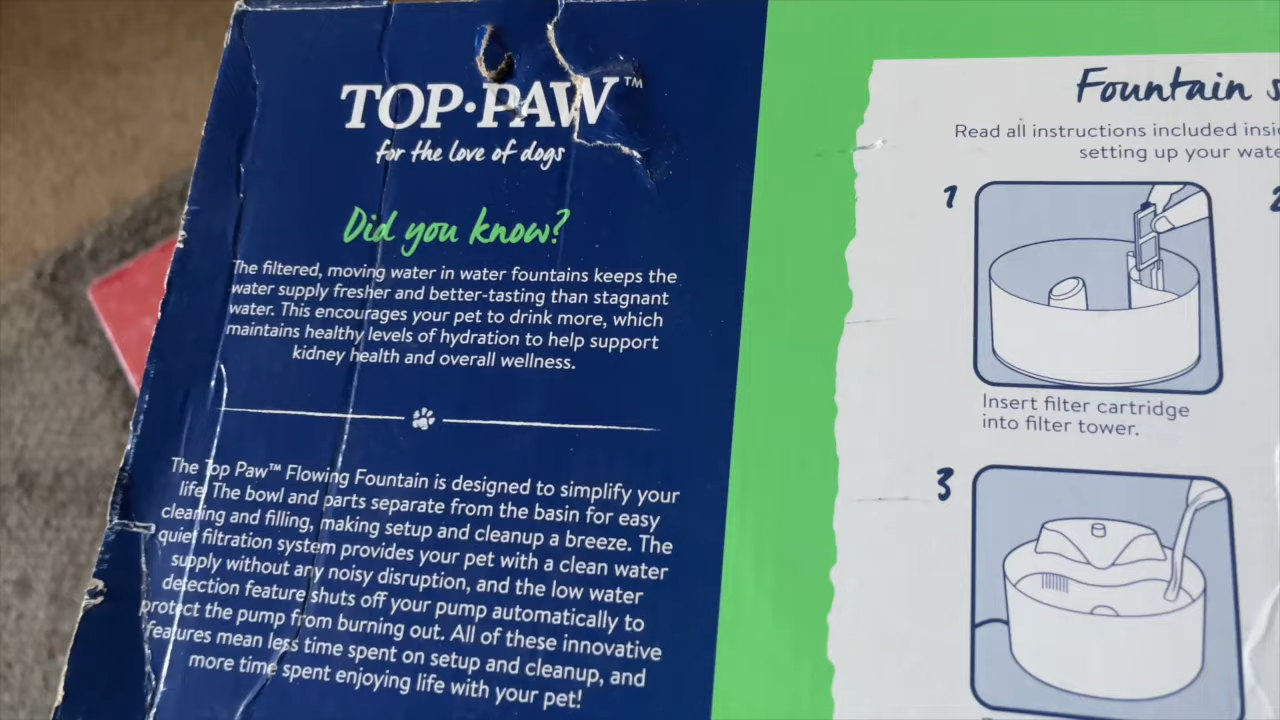 TOP·PAW™
for the love of dogs
Did you know?
The filtered, moving water in water fountains keeps the
water supply fresher and better-tasting than stagnant
water. This encourages your pet to drink more, which
maintains healthy levels of hydration to help support
kidney health and overall wellness.
The Top Paw™ Flowing Fountain is designed to simplify your
life! The bowl and parts separate from the basin for easy
cleaning and filling, making setup and cleanup a breeze. The
quiet filtration system provides your pet with a clean water
supply without any noisy disruption, and the low water
detection feature shuts off your pump automatically to
protect the pump from burning out. All of these innovative
features mean less time spent on setup and cleanup, and
more time spent enjoying life with your pet!
Fountain
Read all instructions included
setting up your
1
2
Insert filter cartridge
into filter tower.
3